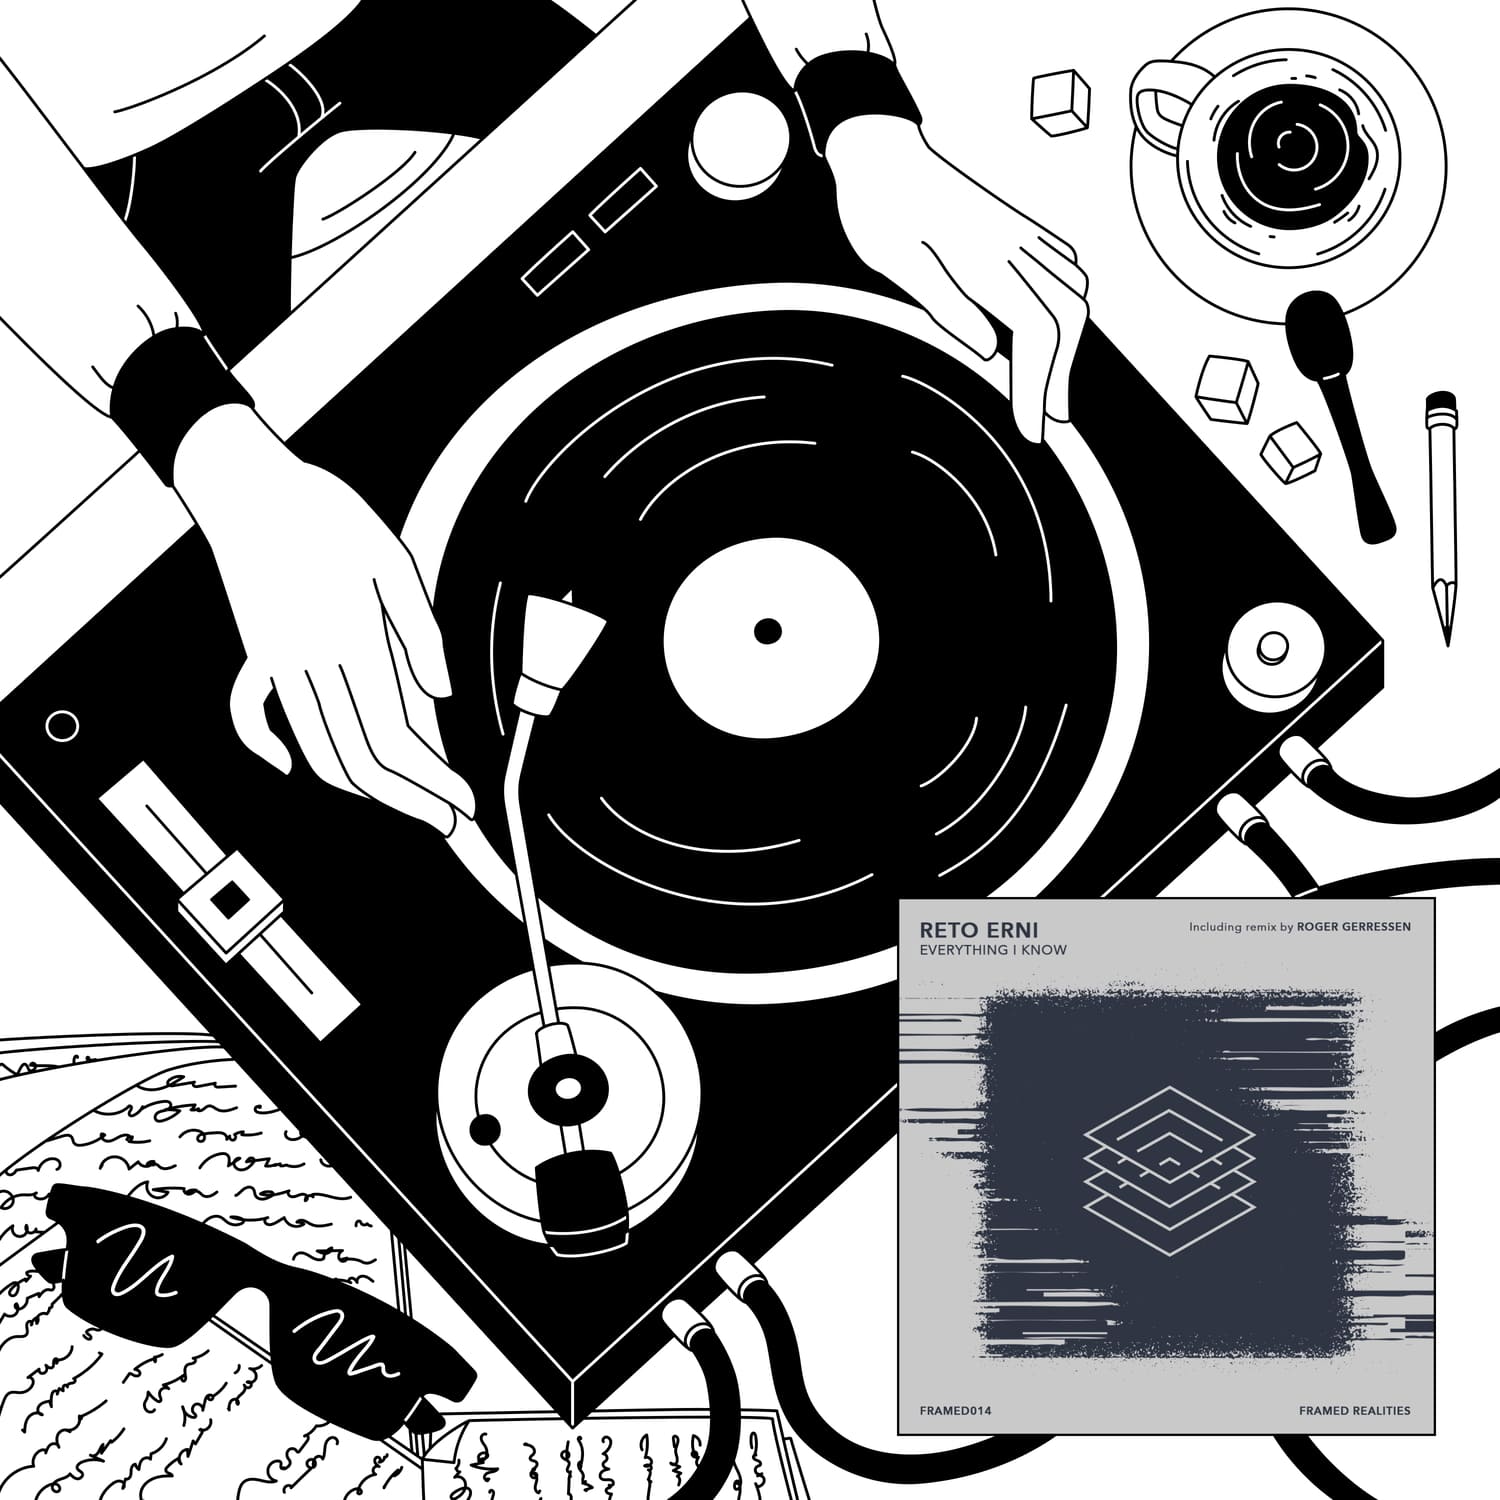 RETO ERNI
EVERYTHING I KNOW
Including remix by ROGER GERRESSEN
FRAMED014
FRAMED REALITIES